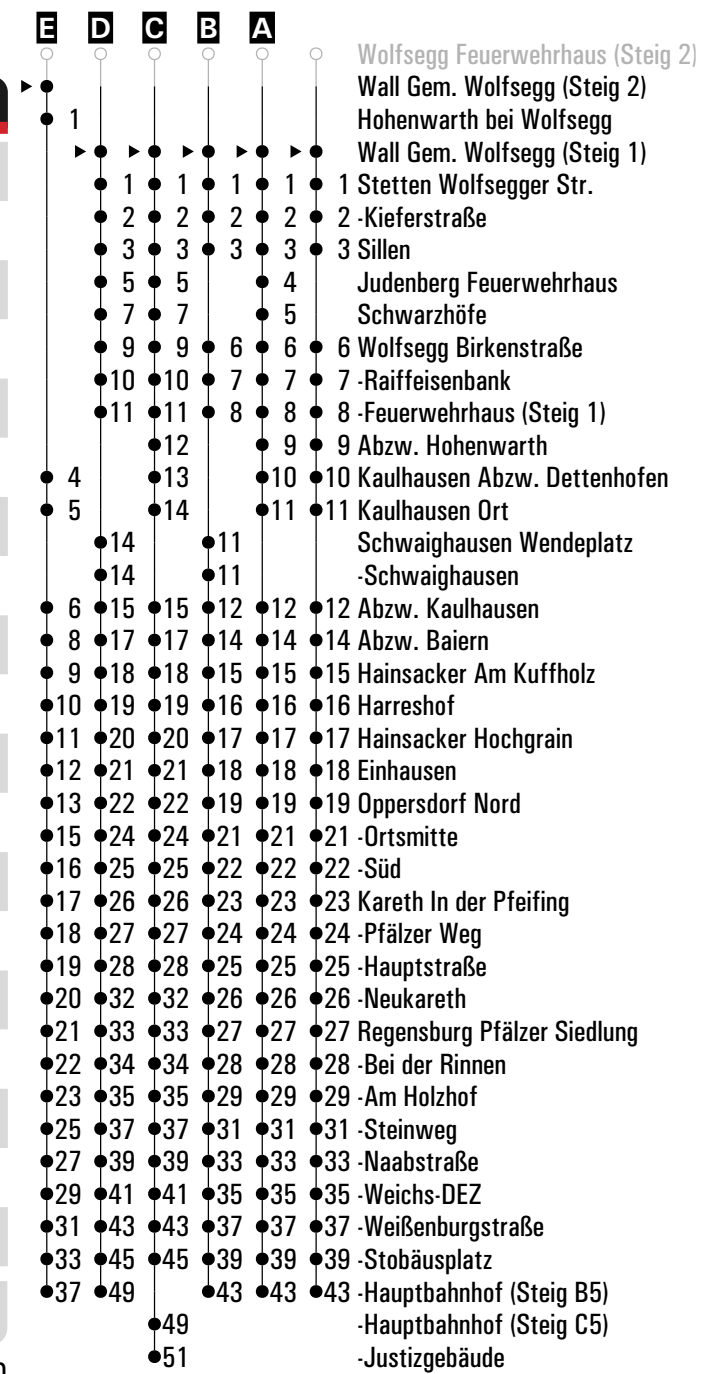 E D C B A
Wolfsegg Feuerwehrhaus (Steig 2)
Wall Gem. Wolfsegg (Steig 2)
1 Hohenwarth bei Wolfsegg
Wall Gem. Wolfsegg (Steig 1)
1 1 1 1 1 Stetten Wolfsegger Str.
2 2 2 2 2 -Kieferstraße
3 3 3 3 3 Sillen
5 5 4 Judenberg Feuerwehrhaus
7 7 5 Schwarzhöfe
9 9 6 6 6 Wolfsegg Birkenstraße
10 10 7 7 7 -Raiffeisenbank
11 11 8 8 8 -Feuerwehrhaus (Steig 1)
12 9 9 Abzw. Hohenwarth
4 13 10 10 Kaulhausen Abzw. Dettenhofen
5 14 11 11 Kaulhausen Ort
14 11 Schwaighausen Wendeplatz
14 11 -Schwaighausen
6 15 15 12 12 12 Abzw. Kaulhausen
8 17 17 14 14 14 Abzw. Baiern
9 18 18 15 15 15 Hainsacker Am Kuffholz
10 19 19 16 16 16 Harreshof
11 20 20 17 17 17 Hainsacker Hochgrain
12 21 21 18 18 18 Einhausen
13 22 22 19 19 19 Oppersdorf Nord
15 24 24 21 21 21 -Ortsmitte
16 25 25 22 22 22 -Süd
17 26 26 23 23 23 Kareth In der Pfeifing
18 27 27 24 24 24 -Pfälzer Weg
19 28 28 25 25 25 -Hauptstraße
20 32 32 26 26 26 -Neukareth
21 33 33 27 27 27 Regensburg Pfälzer Siedlung
22 34 34 28 28 28 -Bei der Rinnen
23 35 35 29 29 29 -Am Holzhof
25 37 37 31 31 31 -Steinweg
27 39 39 33 33 33 -Naabstraße
29 41 41 35 35 35 -Weichs-DEZ
31 43 43 37 37 37 -Weißenburgstraße
33 45 45 39 39 39 -Stobäusplatz
37 49 43 43 43 -Hauptbahnhof (Steig B5)
49 -Hauptbahnhof (Steig C5)
51 -Justizgebäude